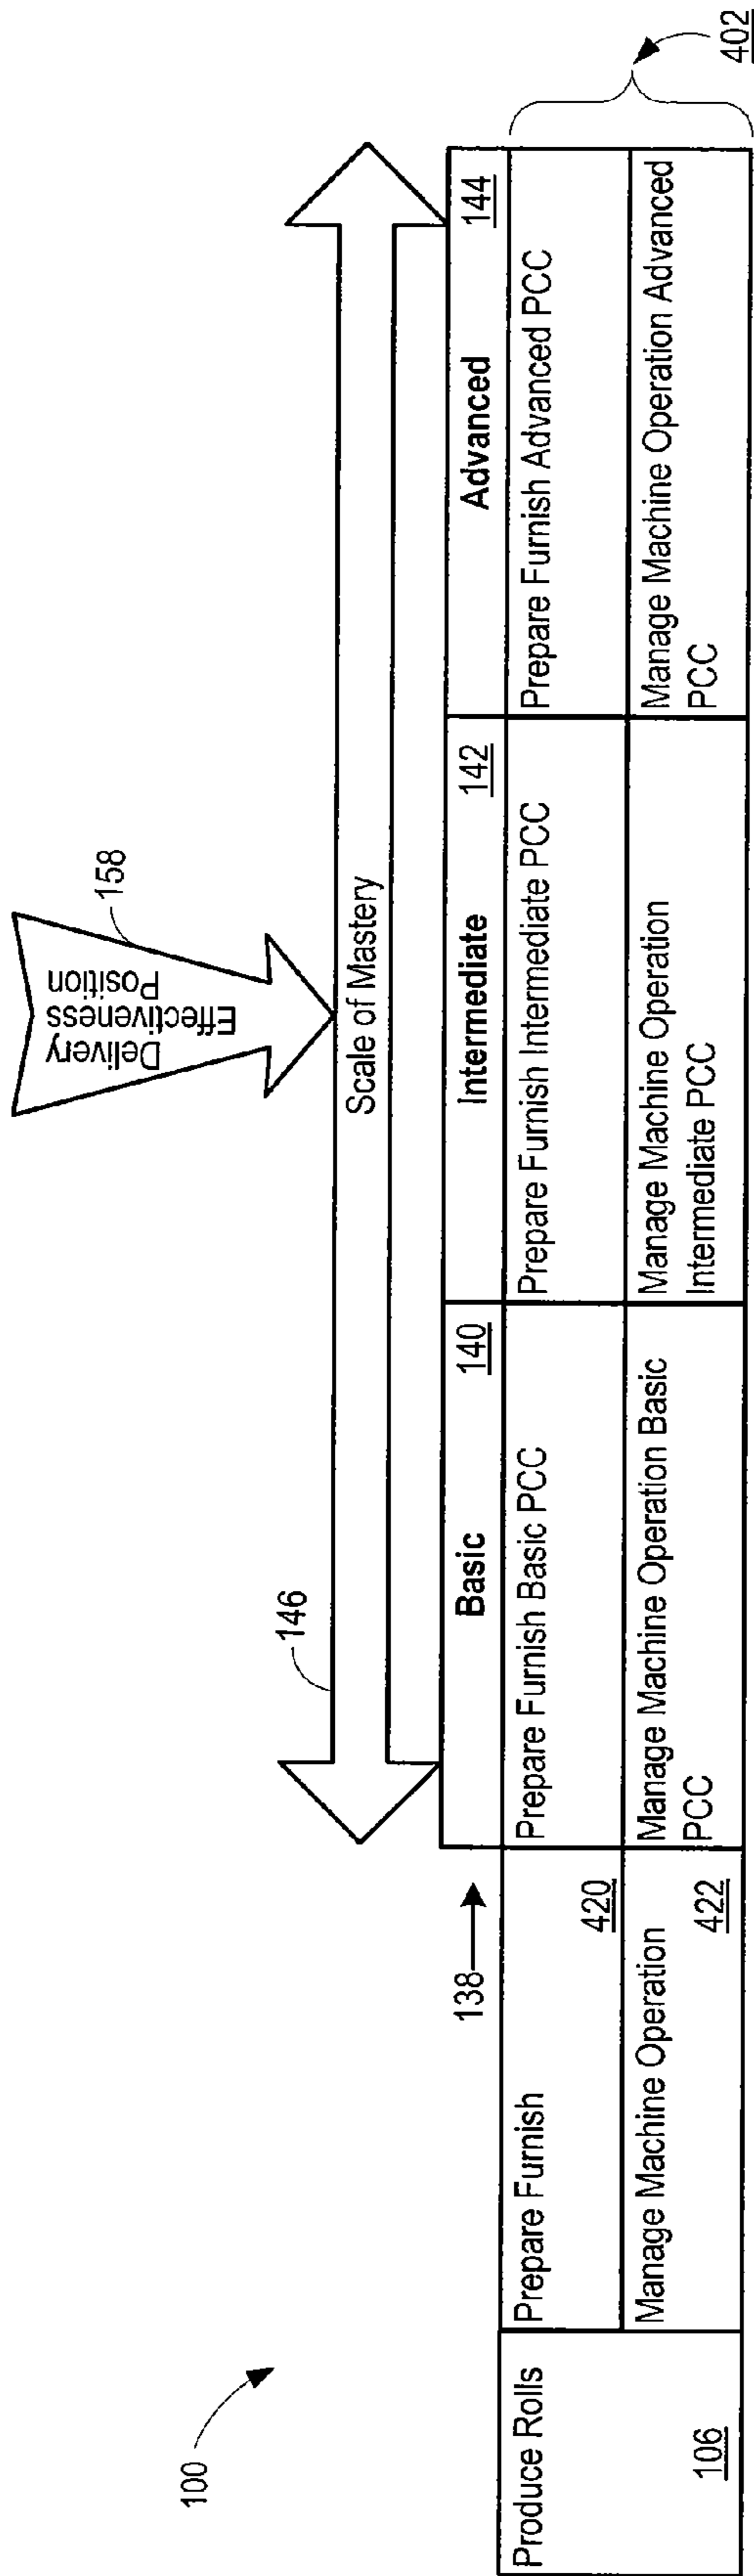 100
Delivery
Effectiveness
Position
158
146
Scale of Mastery
138
Basic
140
Intermediate
142
Advanced
144
Produce Rolls
106
Prepare Furnish
420
Prepare Furnish Basic PCC
Prepare Furnish Intermediate PCC
Prepare Furnish Advanced PCC
Manage Machine Operation
422
Manage Machine Operation Basic
PCC
Manage Machine Operation
Intermediate PCC
Manage Machine Operation Advanced
PCC
402